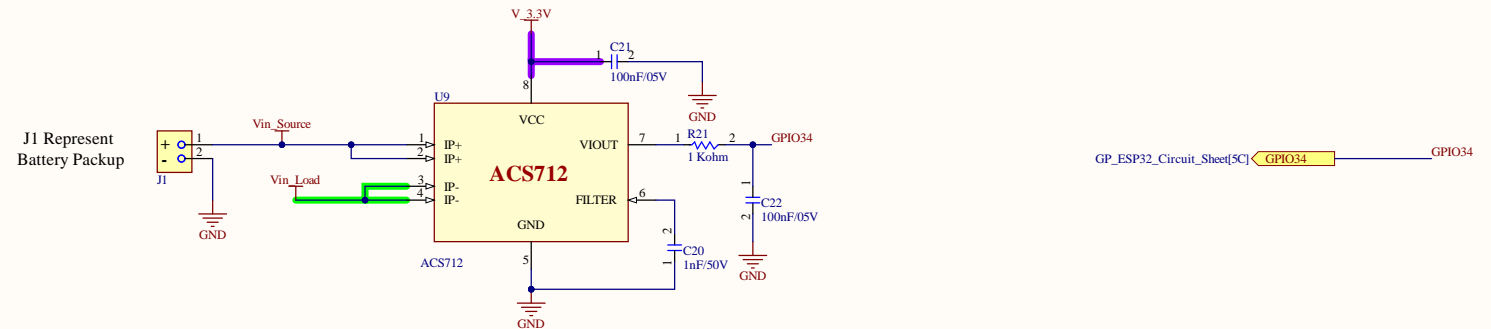 V_3.3V
C21
1
2
100nF/05V
8
GND
U9
VCC
J1 Represent
Battery Packup
+
-
1
2
J1
GND
Vin_Source
1
IP+
2
IP+
Vin_Load
3
IP-
4
IP-
ACS712
VIOUT
7
1
R21
2
1 Kohm
GPIO34
FILTER
6
GND
5
ACS712
2
C20
1
1nF/50V
GND
1
C22
2
100nF/05V
GND
GP_ESP32_Circuit_Sheet[5C]
GPIO34
GPIO34